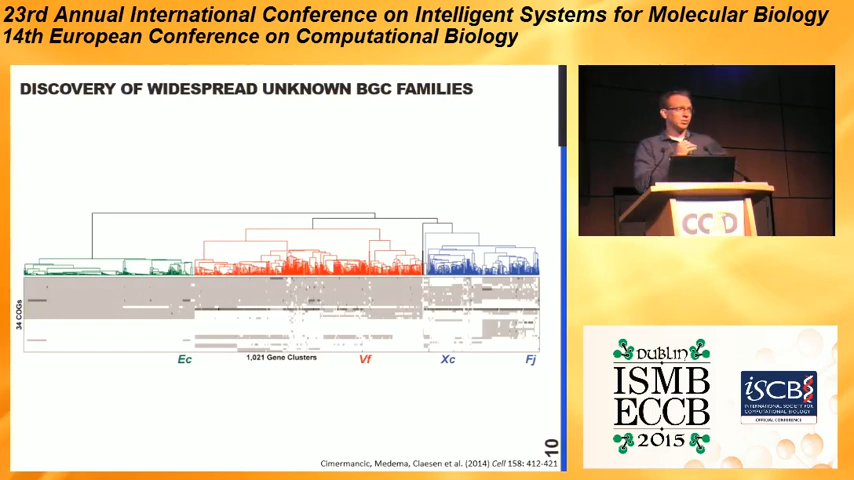 23rd Annual International Conference on Intelligent Systems for Molecular Biology
14th European Conference on Computational Biology
DISCOVERY OF WIDESPREAD UNKNOWN BGC FAMILIES
34 COGs
Ec
1,021 Gene Clusters
Vf
Xc
Fj
10
Cimermancic, Medema, Claesen et al. (2014) Cell 158: 412-421
DUBLIN
ISMB
ECCB
2015
iSCB
INTERNATIONAL SOCIETY FOR
COMPUTATIONAL BIOLOGY
OFFICIAL CONFERENCE